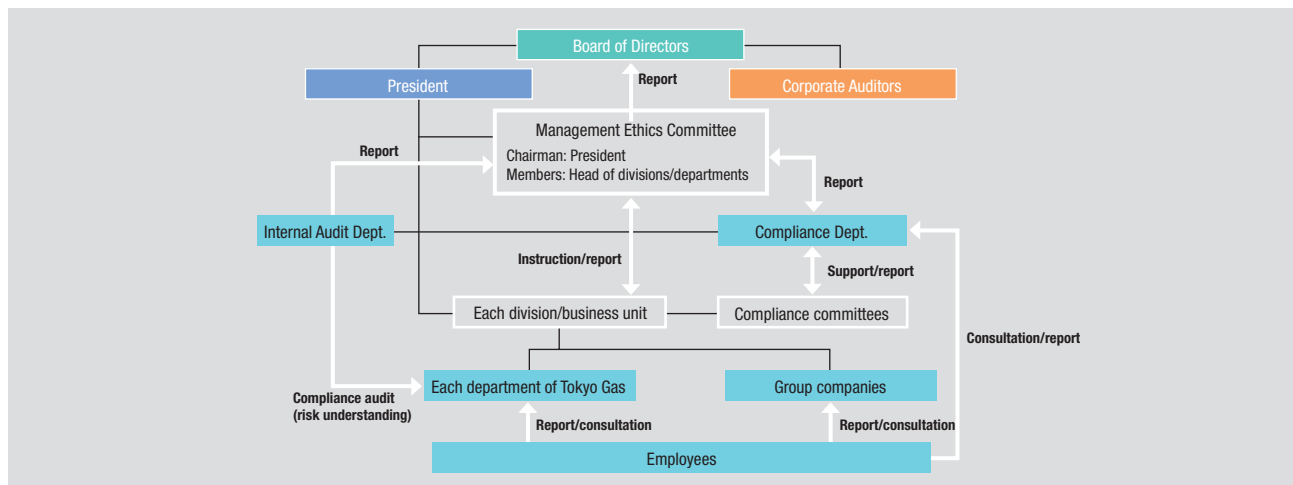 Board of Directors
President
Report
Corporate Auditors
Management Ethics Committee
Chairman: President
Members: Head of divisions/departments
Report
Report
Internal Audit Dept.
Compliance Dept.
Instruction/report
Support/report
Each division/business unit
Compliance committees
Consultation/report
Each department of Tokyo Gas
Group companies
Compliance audit
(risk understanding)
Report/consultation
Report/consultation
Employees